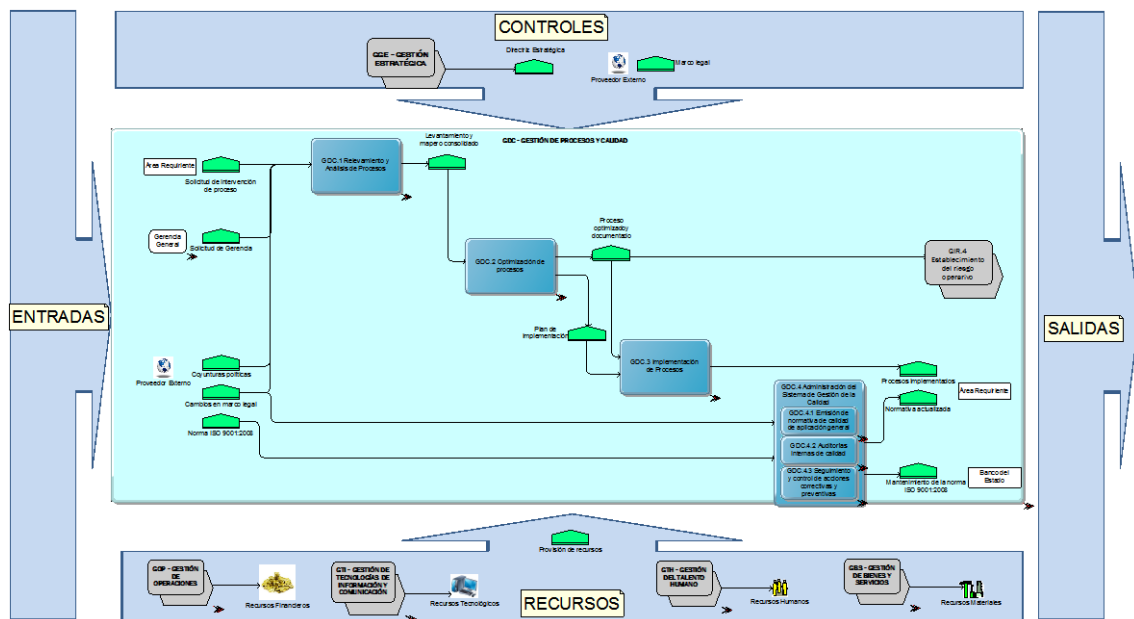 CONTROLES
GGE - GESTIÓN
ESTRATÉGICA
Directriz Estratégica
Proveedor Externo
Marco legal
ENTRADAS
SALIDAS
GDC - GESTIÓN DE PROCESOS Y CALIDAD
Área Requiriente
Solicitud de intervención
de proceso
GDC.1 Relevamiento y
Análisis de Procesos
Levantamiento y
mapero consolidado
Gerencia
General
Solicitud de Gerencia
GDC.2 Optimización de
procesos
Proceso
optimizado y
documentado
GIR.4
Establecimiento
del riesgo
operarivo
Plan de
implementación
Proveedor Externo
Coyunturas políticas
GDC.3 Implementación
de Procesos
Procesos implementados
Cambios en marco legal
GDC.4 Administración del
Sistema de Gestión de la
Calidad
Área Requiriente
Normativa actualizada
GDC.4.1 Emisión de
normativa de calidad
de aplicación general
Norma ISO 9001:2008
GDC.4.2 Auditorías
internas de calidad
GDC.4.3 Seguimiento
y control de acciones
correctivas y
preventivas
Mantenimiento de la norma
ISO 9001:2008
Banco del
Estado
Provisión de recursos
GOP - GESTIÓN
DE
OPERACIONES
Recursos Financieros
GTI - GESTIÓN DE
TECNOLOGÍAS DE
INFORMACIÓN Y
COMUNICACIÓN
Recursos Tecnológicos
RECURSOS
GTH - GESTIÓN
DEL TALENTO
HUMANO
Recursos Humanos
GBS - GESTIÓN
DE BIENES Y
SERVICIOS
Recursos Materiales